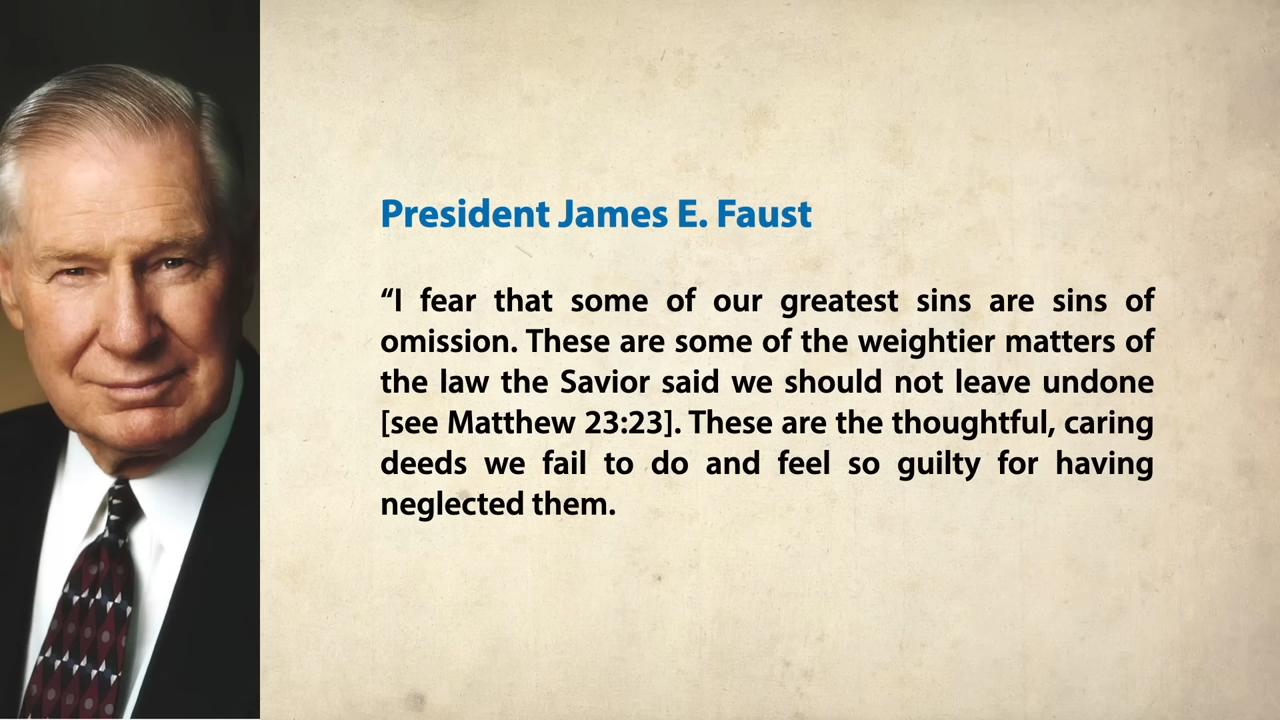 President James E. Faust
“I fear that some of our greatest sins are sins of
omission. These are some of the weightier matters of
the law the Savior said we should not leave undone
[see Matthew 23:23]. These are the thoughtful, caring
deeds we fail to do and feel so guilty for having
neglected them.